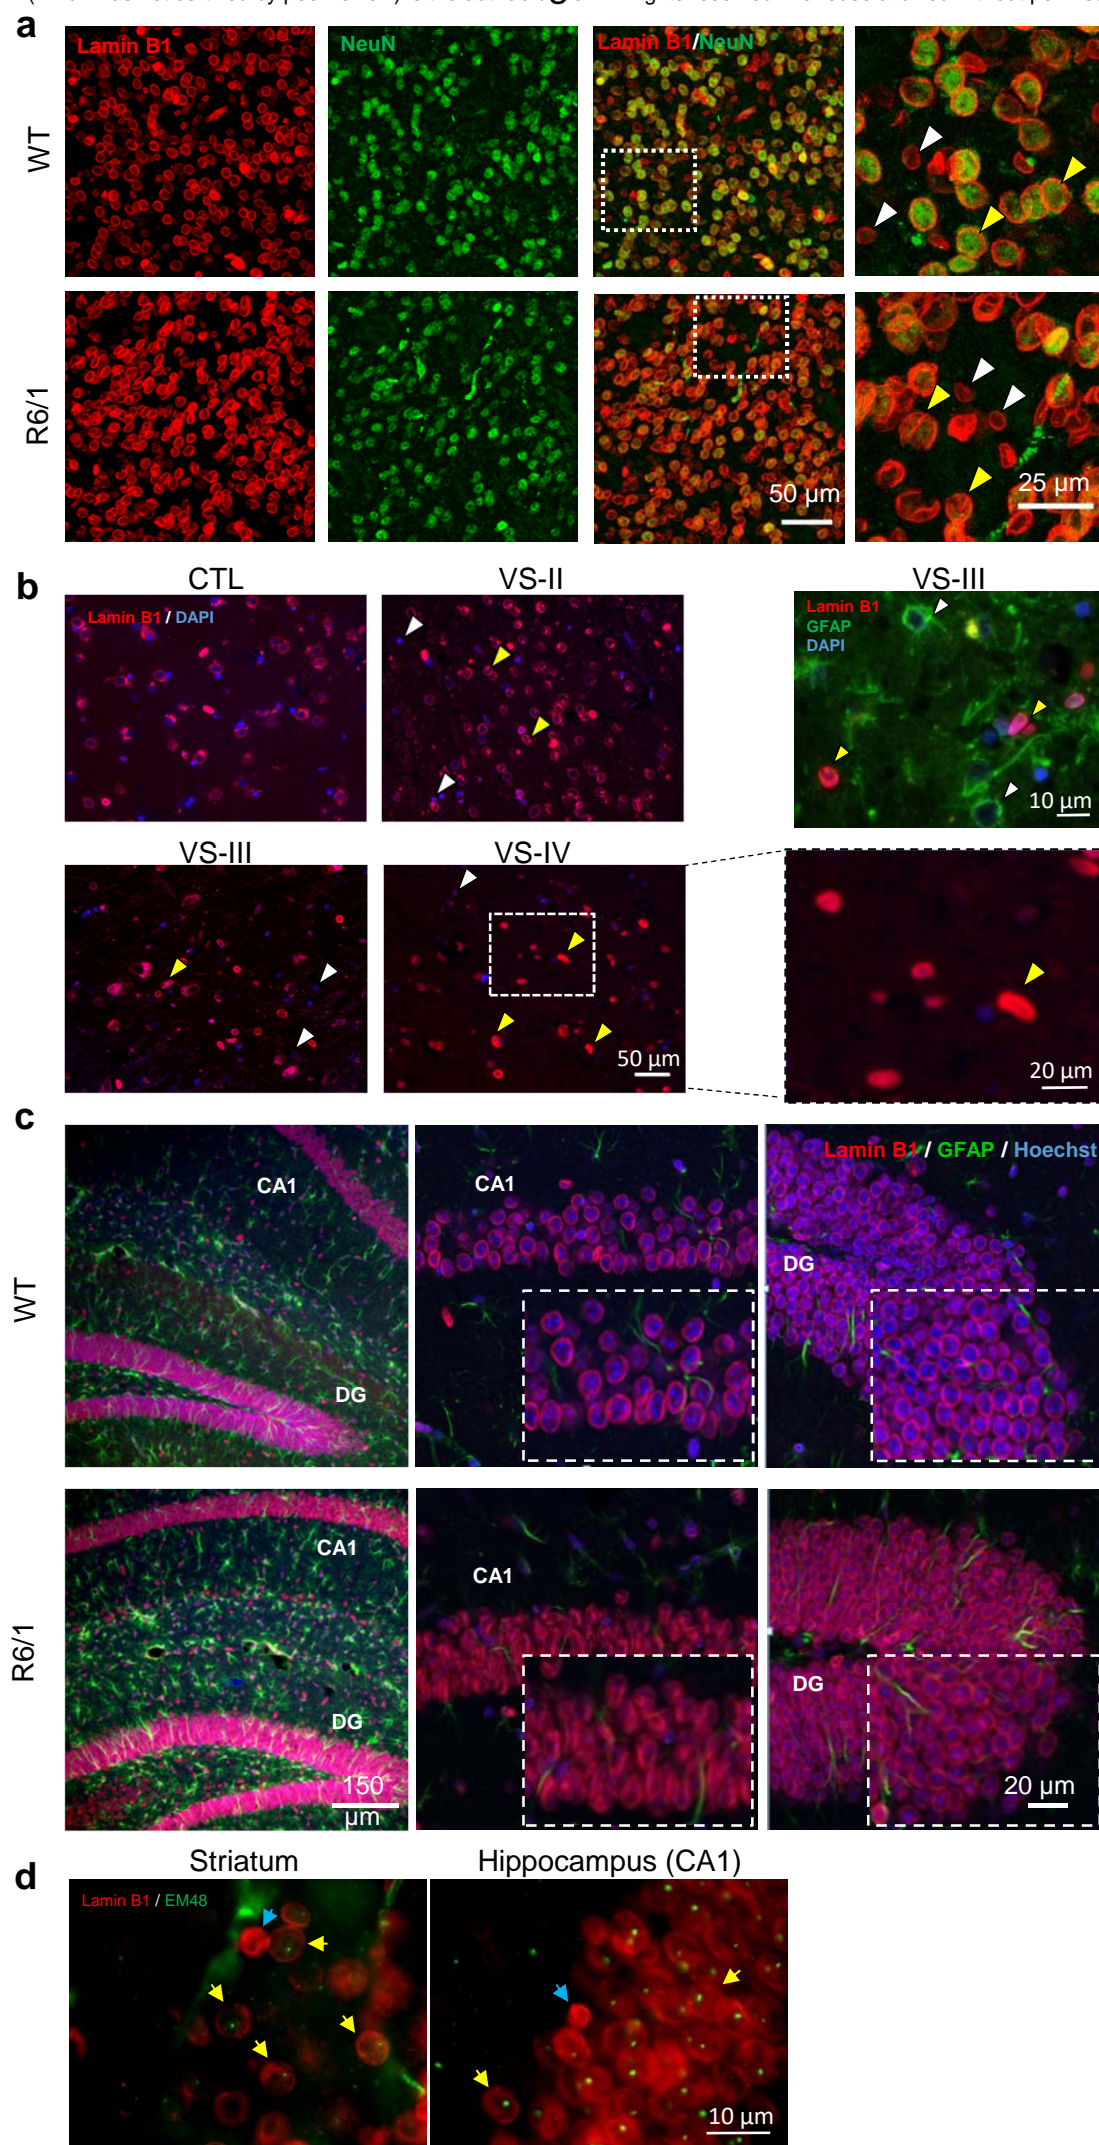 a
Lamin B1
NeuN
Lamin B1/NeuN
WT
R6/1
50 µm
25 µm
b
CTL
VS-II
VS-III
Lamin B1 / DAPI
Lamin B1
GFAP
DAPI
10 µm
VS-III
VS-IV
50 µm
20 µm
c
Lamin B1 / GFAP / Hoechst
CA1
CA1
DG
DG
WT
CA1
CA1
DG
DG
R6/1
150
µm
20 µm
d
Striatum
Hippocampus (CA1)
Lamin B1 / EM48
10 µm